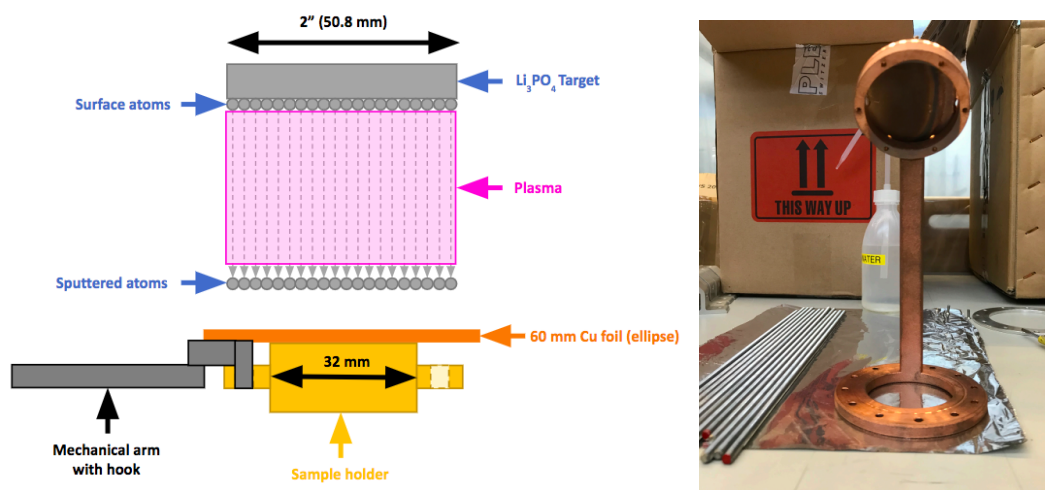 2” (50.8 mm)
Li₃PO₄ Target
Surface atoms
Plasma
Sputtered atoms
60 mm Cu foil (ellipse)
32 mm
Mechanical arm
with hook
Sample holder
PLE
THIS WAY UP
WATER